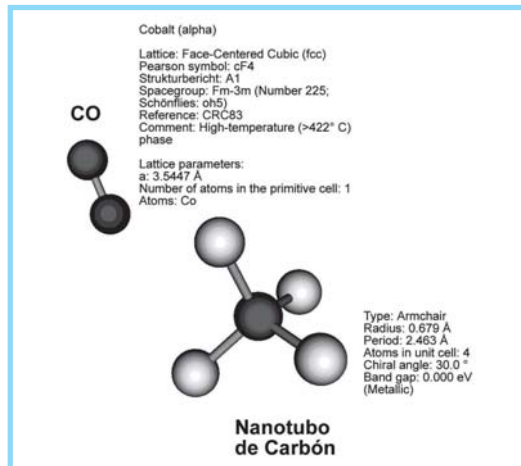 Cobalt (alpha)
Lattice: Face-Centered Cubic (fcc)
Pearson symbol: cF4
Strukturbericht: A1
Spacegroup: Fm-3m (Number 225;
Schönflies: oh5)
Reference: CRC83
Comment: High-temperature (>422° C)
phase
CO
Lattice parameters:
a: 3.5447 Å
Number of atoms in the primitive cell: 1
Atoms: Co
Type: Armchair
Radius: 0.679 Å
Period: 2.463 Å
Atoms in unit cell: 4
Chiral angle: 30.0 °
Band gap: 0.000 eV
(Metallic)
Nanotubo
de Carbón